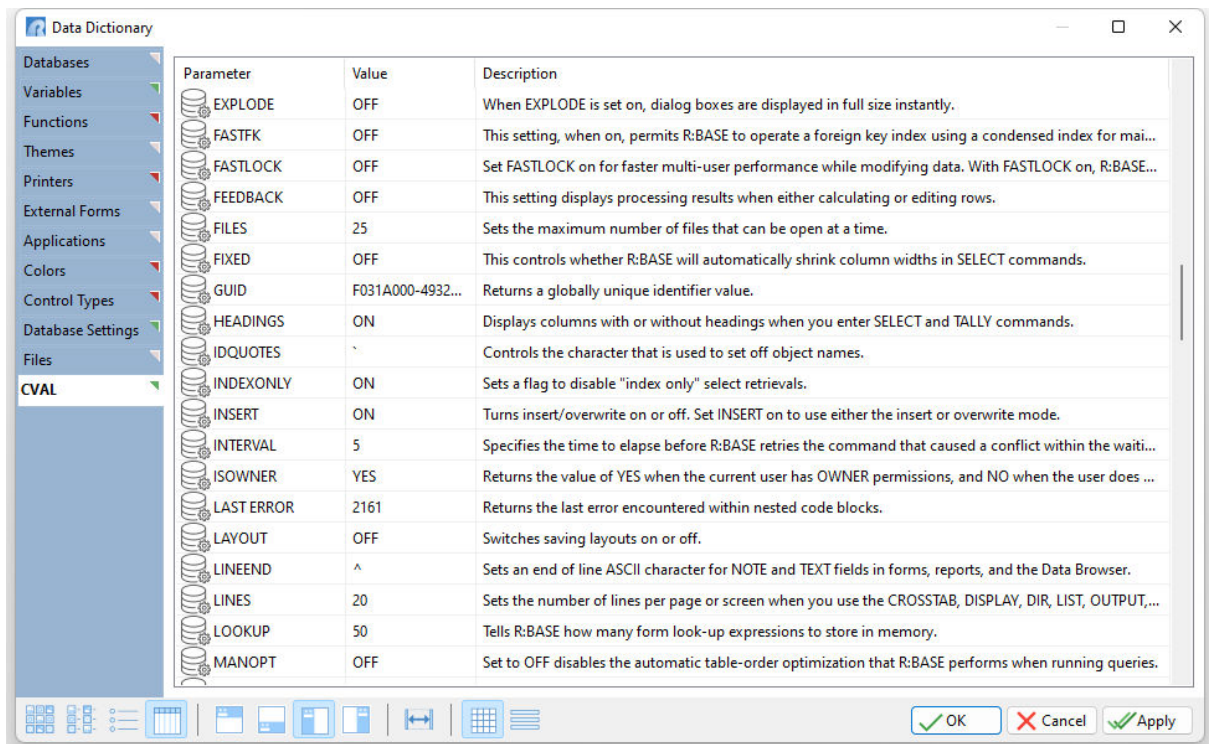 Data Dictionary
Databases
Variables
Functions
Themes
Printers
External Forms
Applications
Colors
Control Types
Database Settings
Files
CVAL
Parameter Value Description
EXPLODE OFF When EXPLODE is set on, dialog boxes are displayed in full size instantly.
FASTFK OFF This setting, when on, permits R:BASE to operate a foreign key index using a condensed index for mai...
FASTLOCK OFF Set FASTLOCK on for faster multi-user performance while modifying data. With FASTLOCK on, R:BASE...
FEEDBACK OFF This setting displays processing results when either calculating or editing rows.
FILES 25 Sets the maximum number of files that can be open at a time.
FIXED OFF This controls whether R:BASE will automatically shrink column widths in SELECT commands.
GUID F031A000-4932... Returns a globally unique identifier value.
HEADINGS ON Displays columns with or without headings when you enter SELECT and TALLY commands.
IDQUOTES ` Controls the character that is used to set off object names.
INDEXONLY ON Sets a flag to disable "index only" select retrievals.
INSERT ON Turns insert/overwrite on or off. Set INSERT on to use either the insert or overwrite mode.
INTERVAL 5 Specifies the time to elapse before R:BASE retries the command that caused a conflict within the waiti...
ISOWNER YES Returns the value of YES when the current user has OWNER permissions, and NO when the user does ...
LAST ERROR 2161 Returns the last error encountered within nested code blocks.
LAYOUT OFF Switches saving layouts on or off.
LINEEND ^ Sets an end of line ASCII character for NOTE and TEXT fields in forms, reports, and the Data Browser.
LINES 20 Sets the number of lines per page or screen when you use the CROSSTAB, DISPLAY, DIR, LIST, OUTPUT,...
LOOKUP 50 Tells R:BASE how many form look-up expressions to store in memory.
MANOPT OFF Set to OFF disables the automatic table-order optimization that R:BASE performs when running queries.
OK Cancel Apply